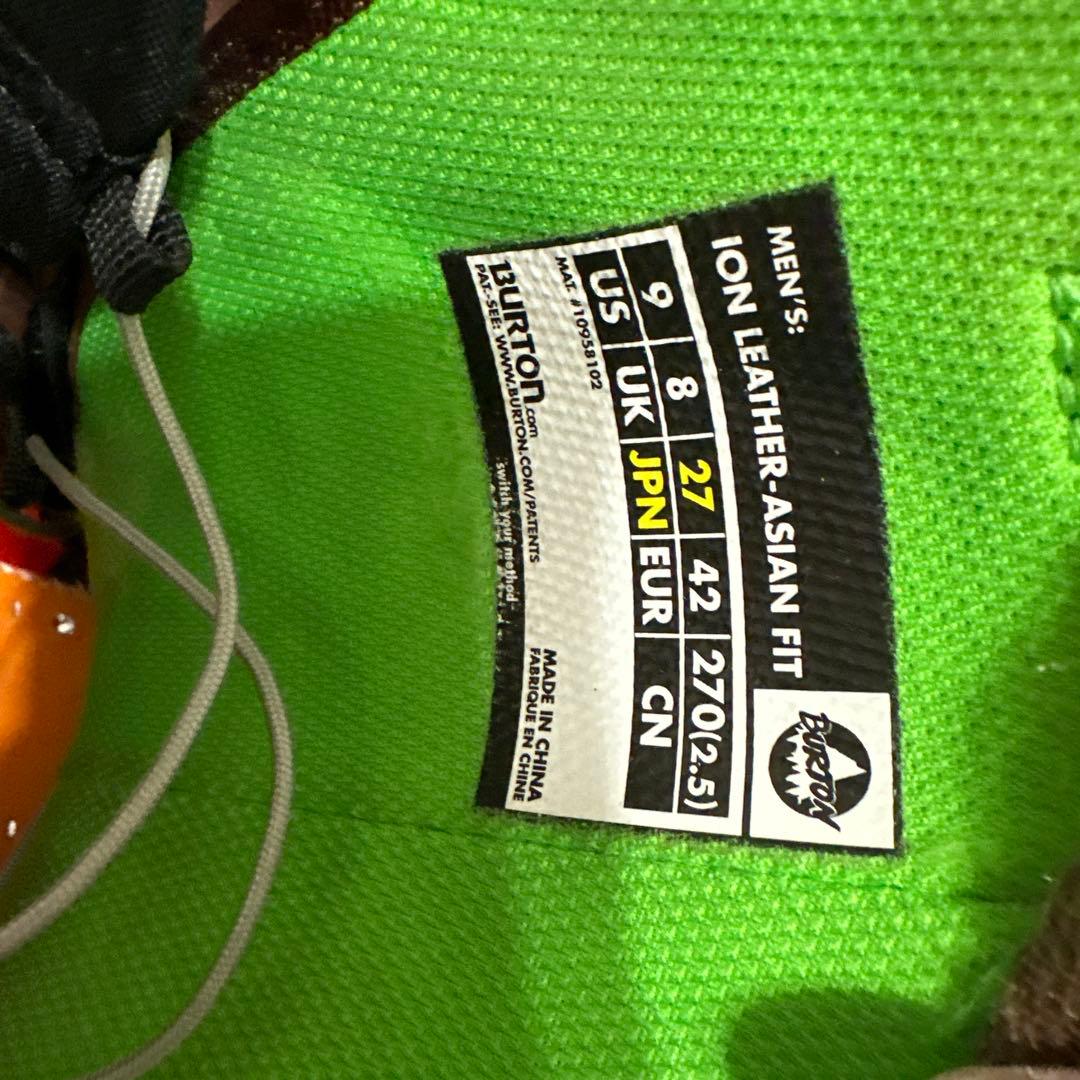 MEN'S:
ION LEATHER-ASIAN FIT
BURTON
9 8 27 42 270(2.5)
US UK JPN EUR CN
MAT. #10958102
BURTON.com
PAT.-SEE: WWW.BURTON.COM/PATENTS
MADE IN CHINA
FABRIQUE EN CHINE
switch your method